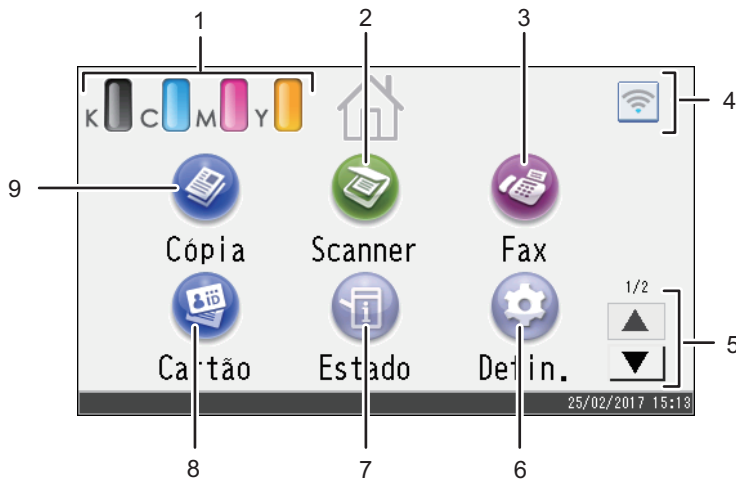 1 2 3
K C M Y
4
9
Cópia Scanner Fax
1/2
5
Cartão Estado Defin.
25/02/2017 15:13
8 7 6